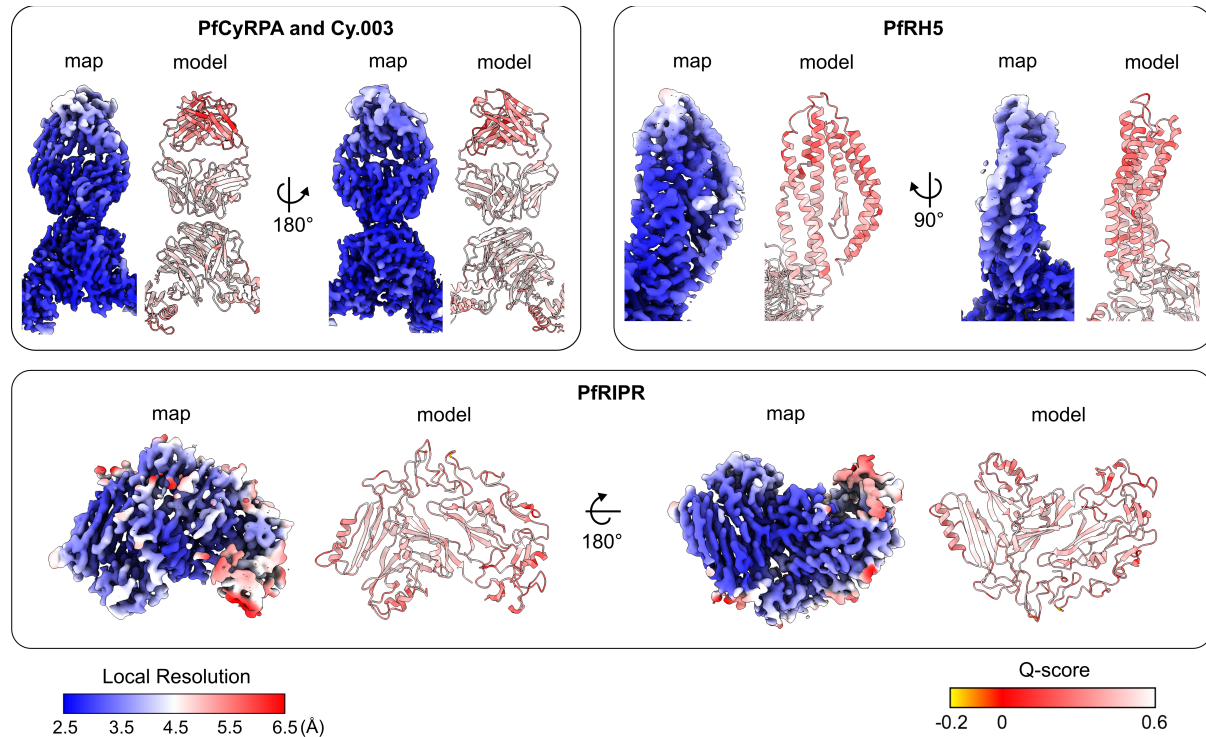 PfCyRPA and Cy.003
map
model
180°
map
model
PfRH5
map
model
90°
map
model
PfRIPR
map
model
180°
map
model
Local Resolution
2.5
3.5
4.5
5.5
6.5(Å)
Q-score
-0.2
0
0.6